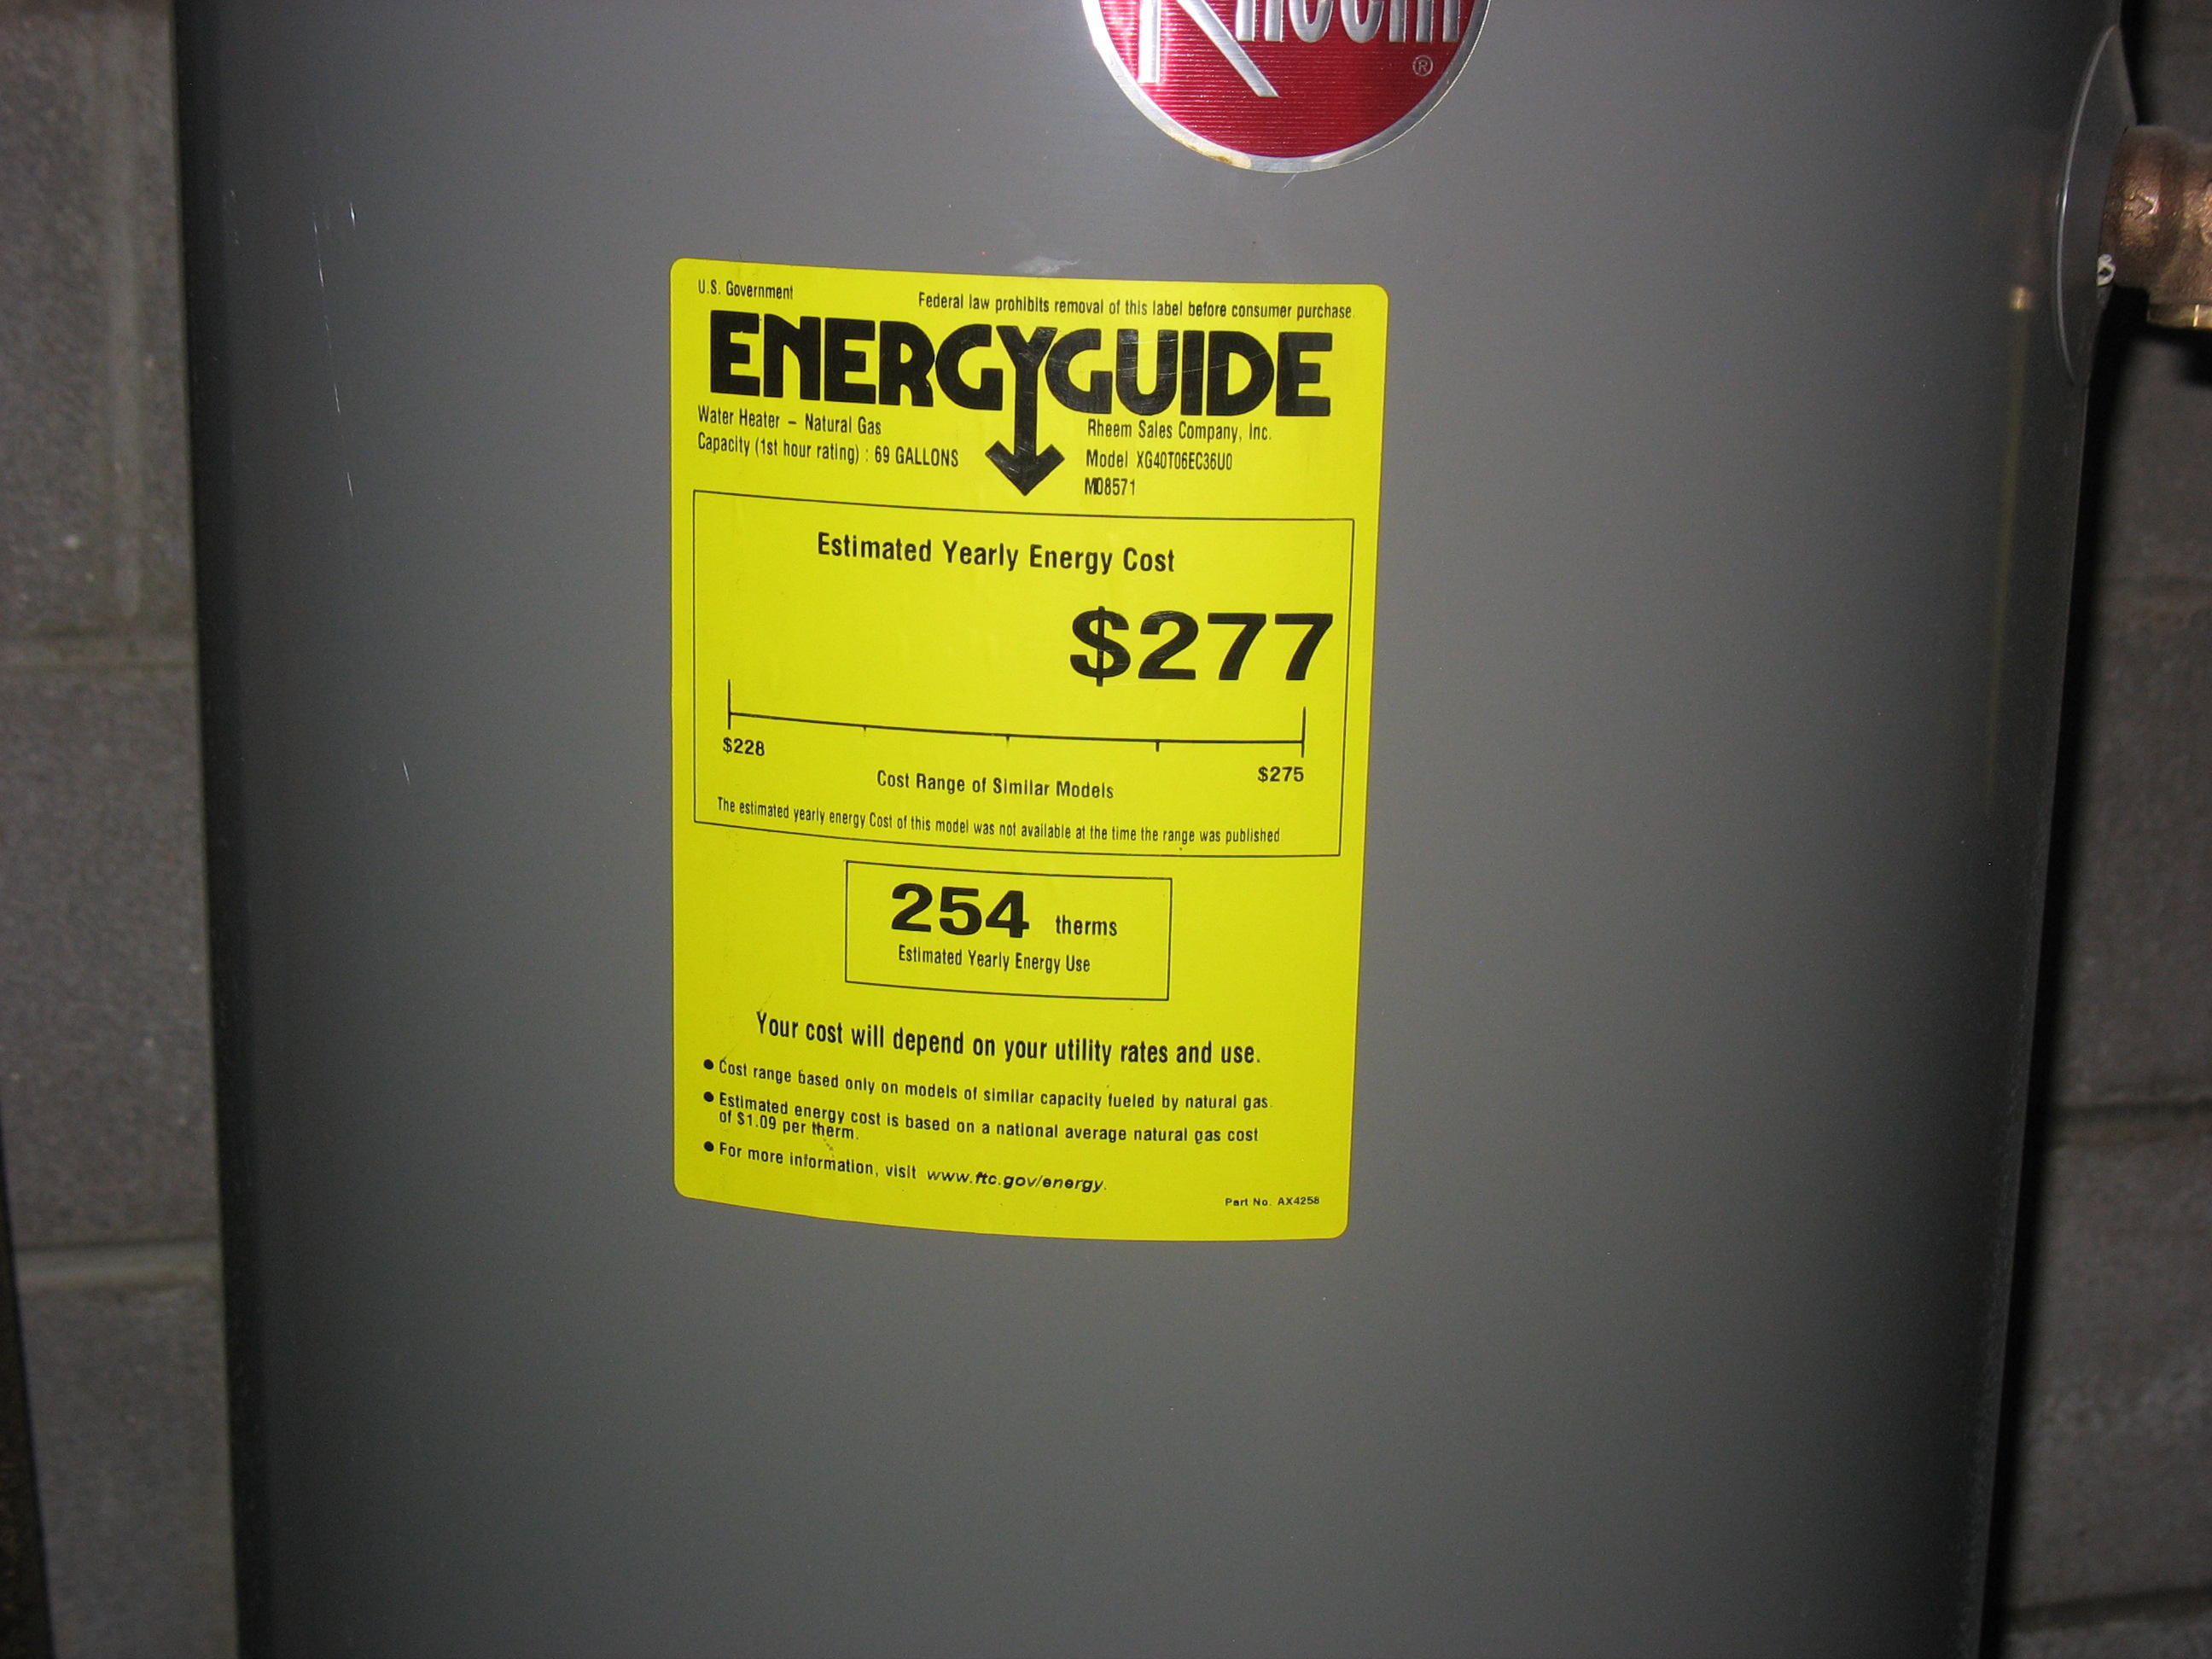 Rheem
®
U.S. Government
Federal law prohibits removal of this label before consumer purchase.
ENERGYGUIDE
Water Heater – Natural Gas
Capacity (1st hour rating) : 69 GALLONS
Rheem Sales Company, Inc.
Model XG40T06EC36U0
M08571
Estimated Yearly Energy Cost
$277
$228
$275
Cost Range of Similar Models
The estimated yearly energy Cost of this model was not available at the time the range was published
254 therms
Estimated Yearly Energy Use
Your cost will depend on your utility rates and use.
● Cost range based only on models of similar capacity fueled by natural gas.
● Estimated energy cost is based on a national average natural gas cost
of $1.09 per therm.
● For more information, visit www.ftc.gov/energy.
Part No. AX4258